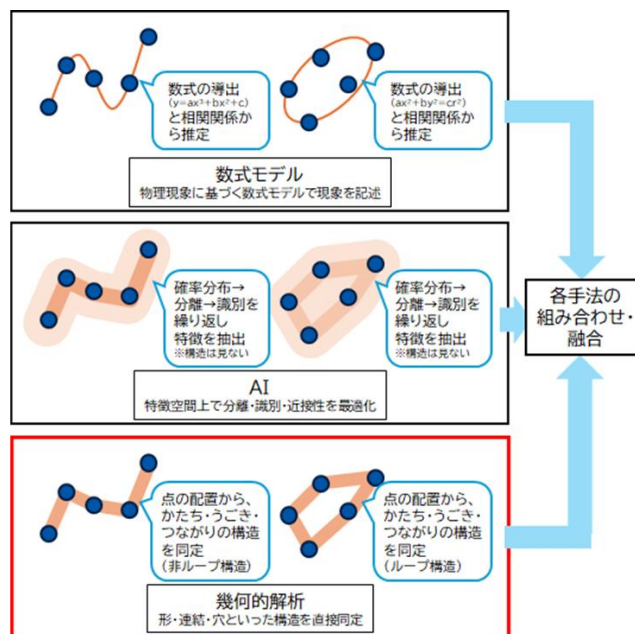 数式の導出
(y=ax³+bx²+c)
と相関関係か
ら推定
数式の導出
(ax²+by²=cr²)
と相関関係か
ら推定
数式モデル
物理現象に基づく数式モデルで現象を記述
確率分布→
分離→識別を
繰り返し
特徴を抽出
※構造は見ない
確率分布→
分離→識別を
繰り返し
特徴を抽出
※構造は見ない
AI
特徴空間上で分離・識別・近接性を最適化
点の配置から、
かたち・うごき・
つながりの構造
を同定
(非ループ構造)
点の配置から、
かたち・うごき・
つながりの構造
を同定
(ループ構造)
幾何的解析
形・連結・穴といった構造を直接同定
各手法の
組み合わせ・
融合